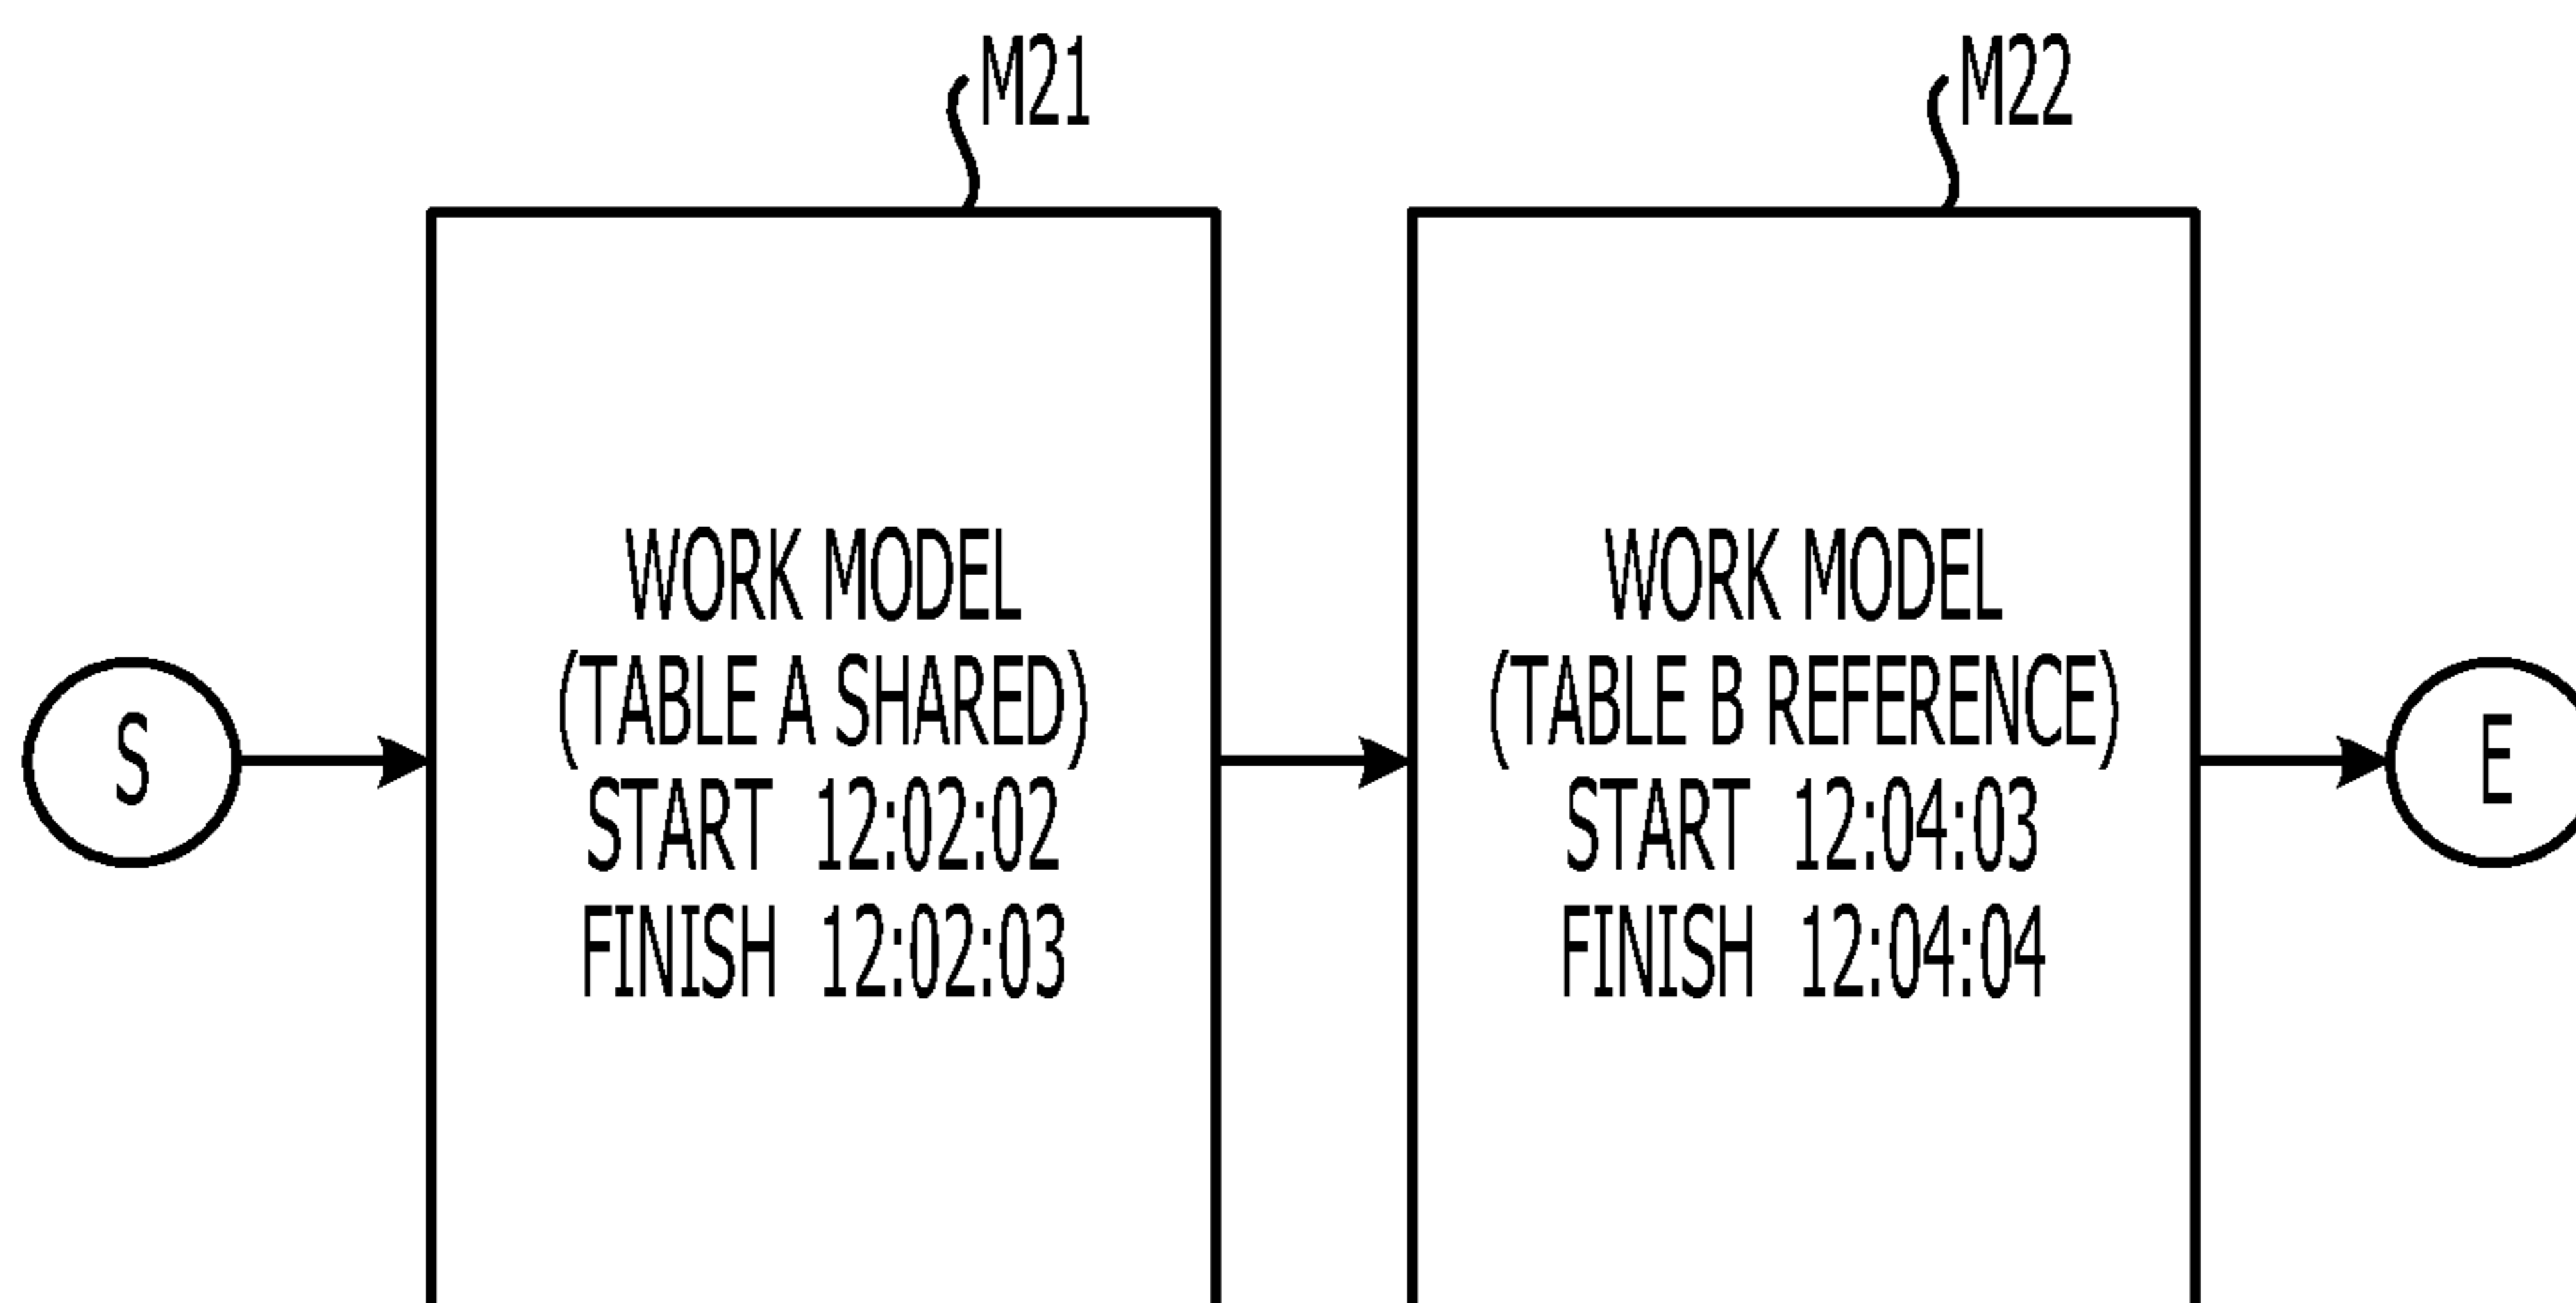 M21
M22
S
WORK MODEL
(TABLE A SHARED)
START 12:02:02
FINISH 12:02:03
WORK MODEL
(TABLE B REFERENCE)
START 12:04:03
FINISH 12:04:04
E